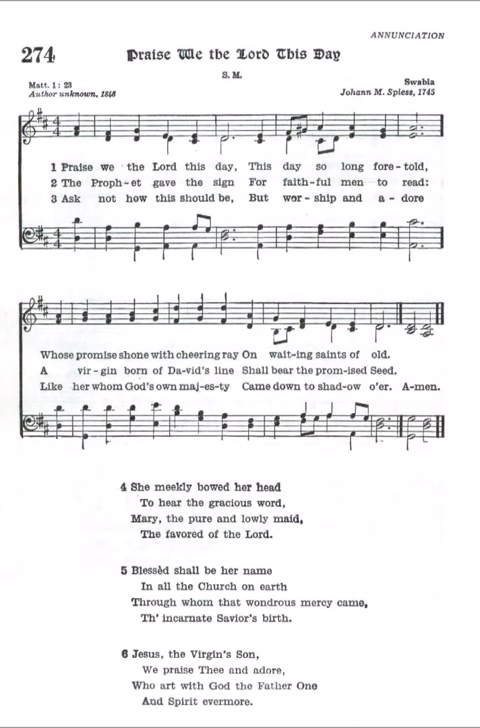 ANNUNCIATION
274 Praise We the Lord This Day
S. M.
Matt. 1: 23 Swabia
Author unknown, 1846 Johann M. Spiess, 1745
1 Praise we the Lord this day, This day so long fore-told,
2 The Proph-et gave the sign For faith-ful men to read:
3 Ask not how this should be, But wor-ship and a-dore
Whose promise shone with cheering ray On wait-ing saints of old.
A vir-gin born of Da-vid's line Shall bear the prom-ised Seed.
Like her whom God's own maj-es-ty Came down to shad-ow o'er. A-men.
4 She meekly bowed her head
To hear the gracious word,
Mary, the pure and lowly maid,
The favored of the Lord.
5 Blessèd shall be her name
In all the Church on earth
Through whom that wondrous mercy came,
Th' incarnate Savior's birth.
6 Jesus, the Virgin's Son,
We praise Thee and adore,
Who art with God the Father One
And Spirit evermore.